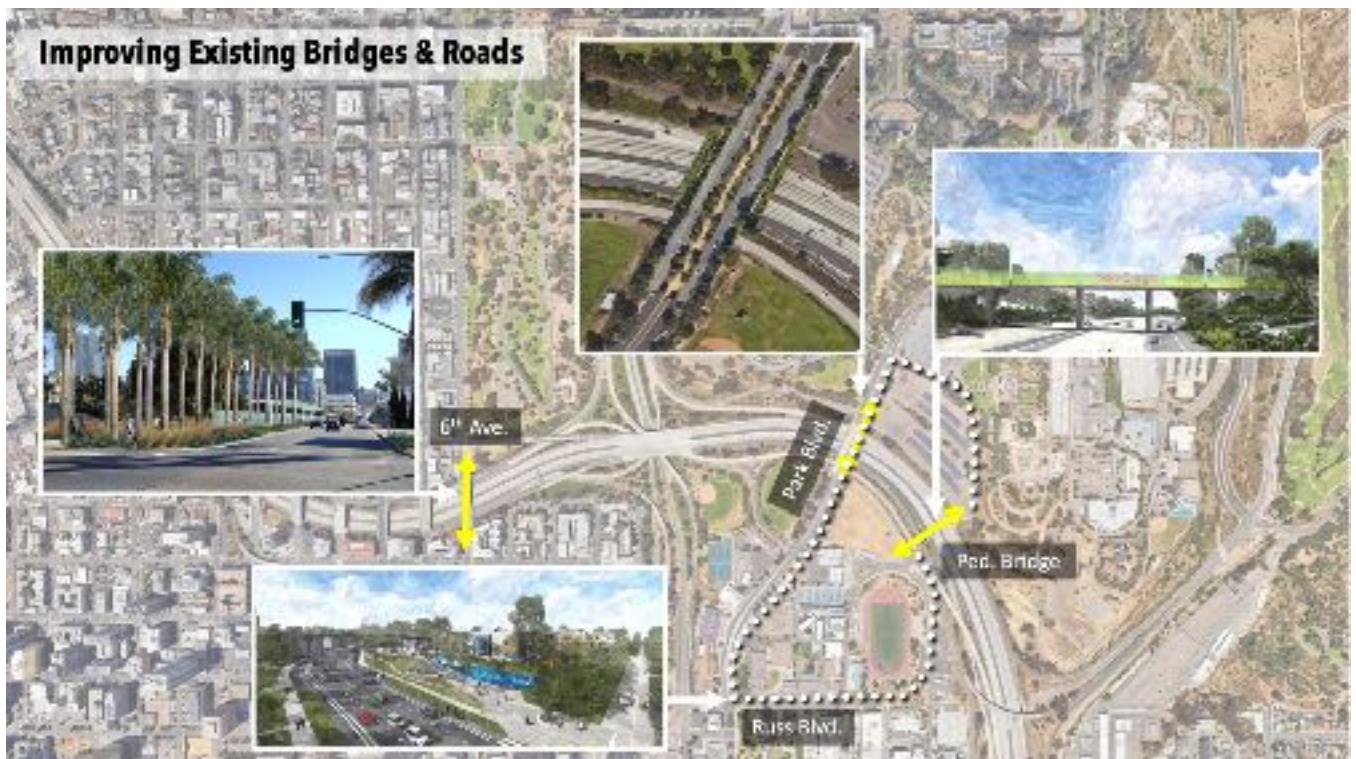 Improving Existing Bridges & Roads
6th Ave.
Park Blvd.
Ped. Bridge
Russ Blvd.